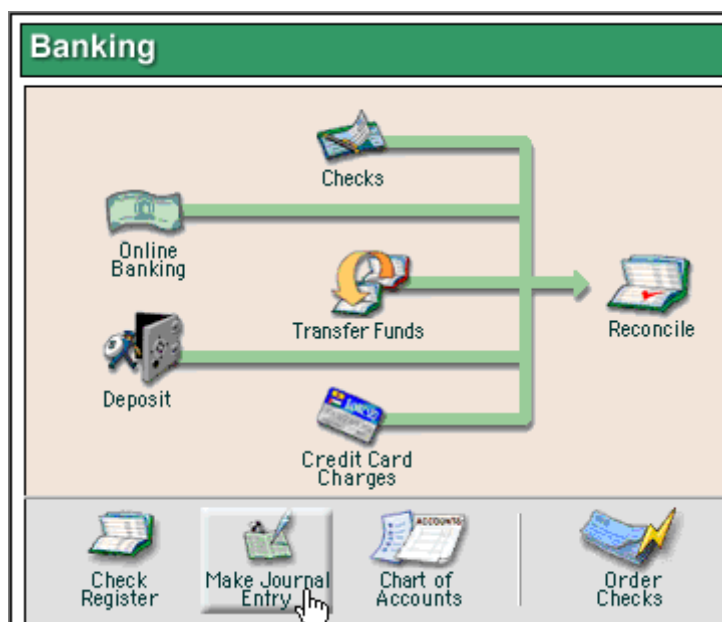 Banking
Checks
Online
Banking
Transfer Funds
Reconcile
Deposit
Credit Card
Charges
ACCOUNTS
Check
Register
Make Journal
Entry
Chart of
Accounts
Order
Checks